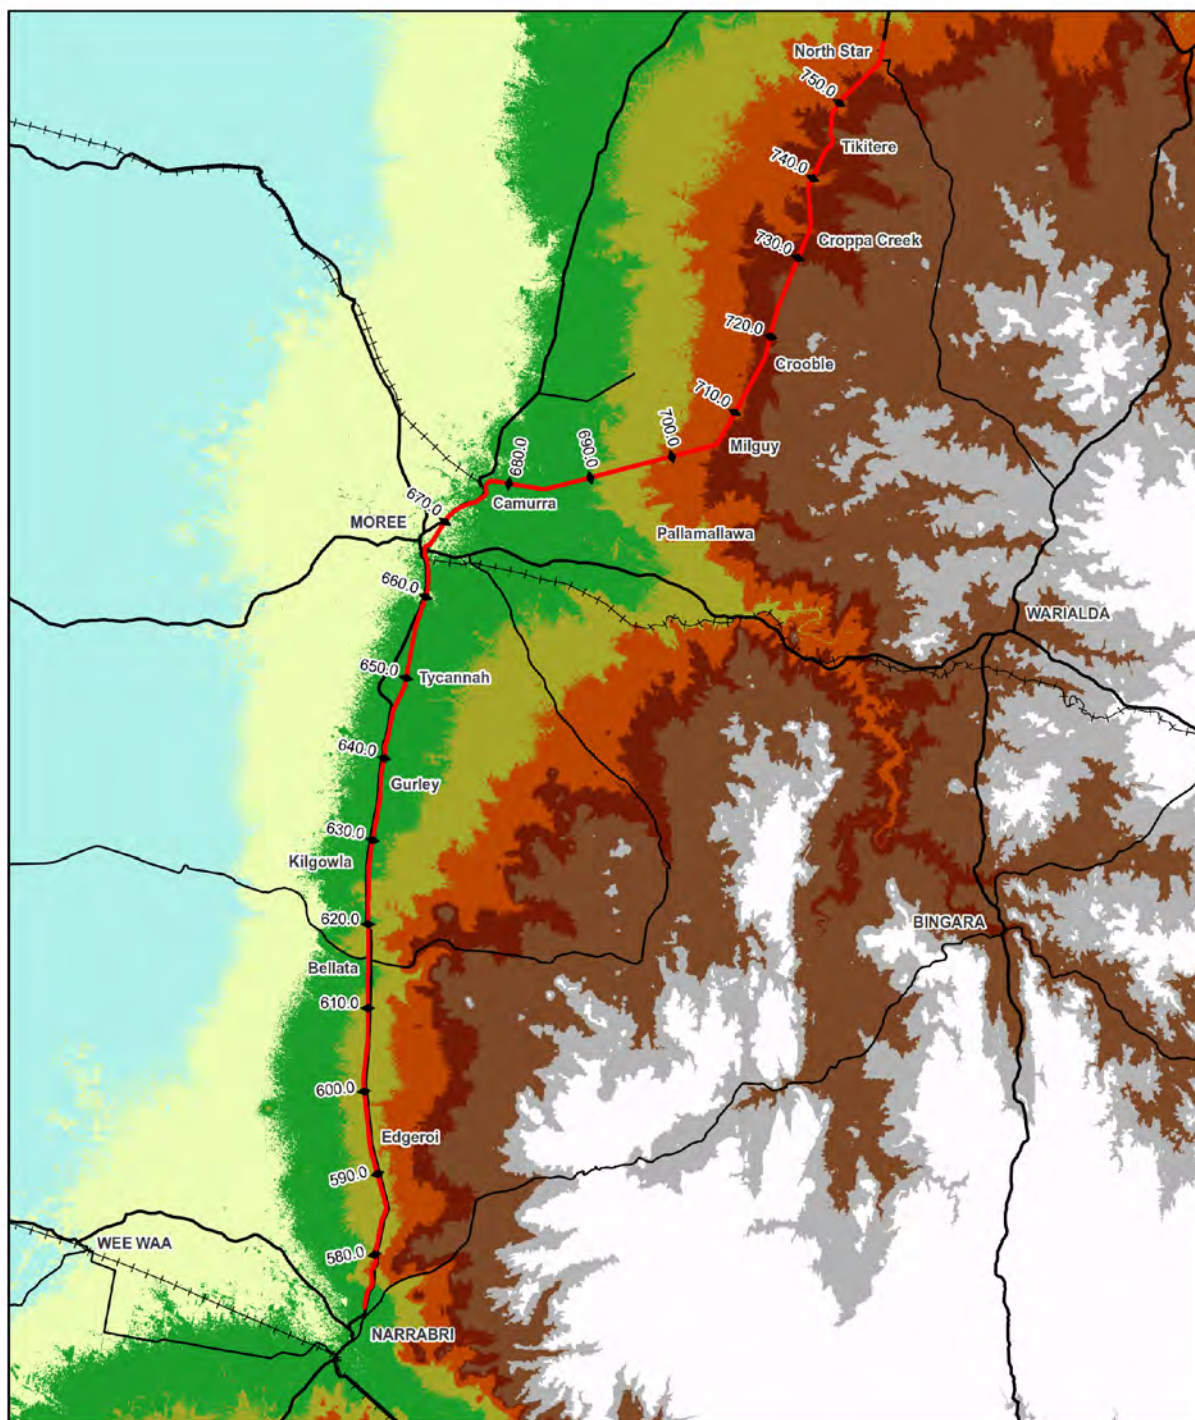 North Star
750.0
Tikitere
740.0
Croppa Creek
730.0
720.0
Crooble
710.0
Milguy
700.0
690.0
680.0
Camurra
670.0
MOREE
Pallamallawa
660.0
WARIALDA
650.0
Tycannah
640.0
Gurley
630.0
Kilgowla
620.0
BINGARA
Bellata
610.0
600.0
Edgeroi
590.0
WEE WAA
580.0
NARRABRI